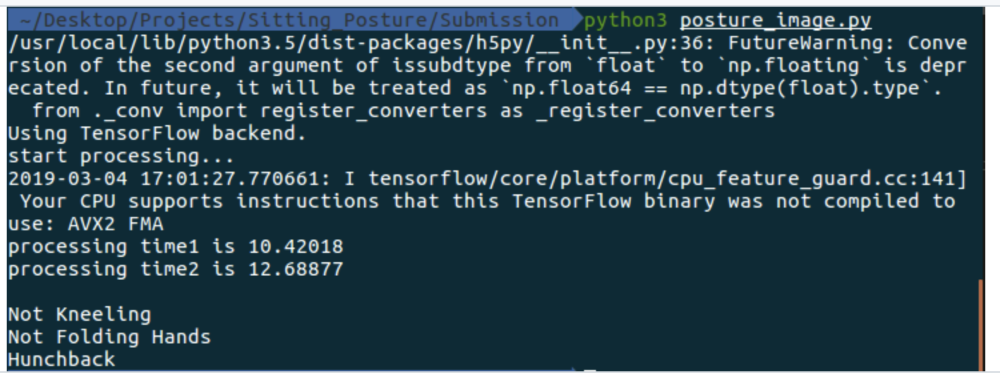 ~/Desktop/Projects/Sitting_Posture/Submission python3 posture_image.py
/usr/local/lib/python3.5/dist-packages/h5py/__init__.py:36: FutureWarning: Conve
rsion of the second argument of issubdtype from `float` to `np.floating` is depr
ecated. In future, it will be treated as `np.float64 == np.dtype(float).type`.
  from ._conv import register_converters as _register_converters
Using TensorFlow backend.
start processing...
2019-03-04 17:01:27.770661: I tensorflow/core/platform/cpu_feature_guard.cc:141]
 Your CPU supports instructions that this TensorFlow binary was not compiled to
use: AVX2 FMA
processing time1 is 10.42018
processing time2 is 12.68877

Not Kneeling
Not Folding Hands
Hunchback